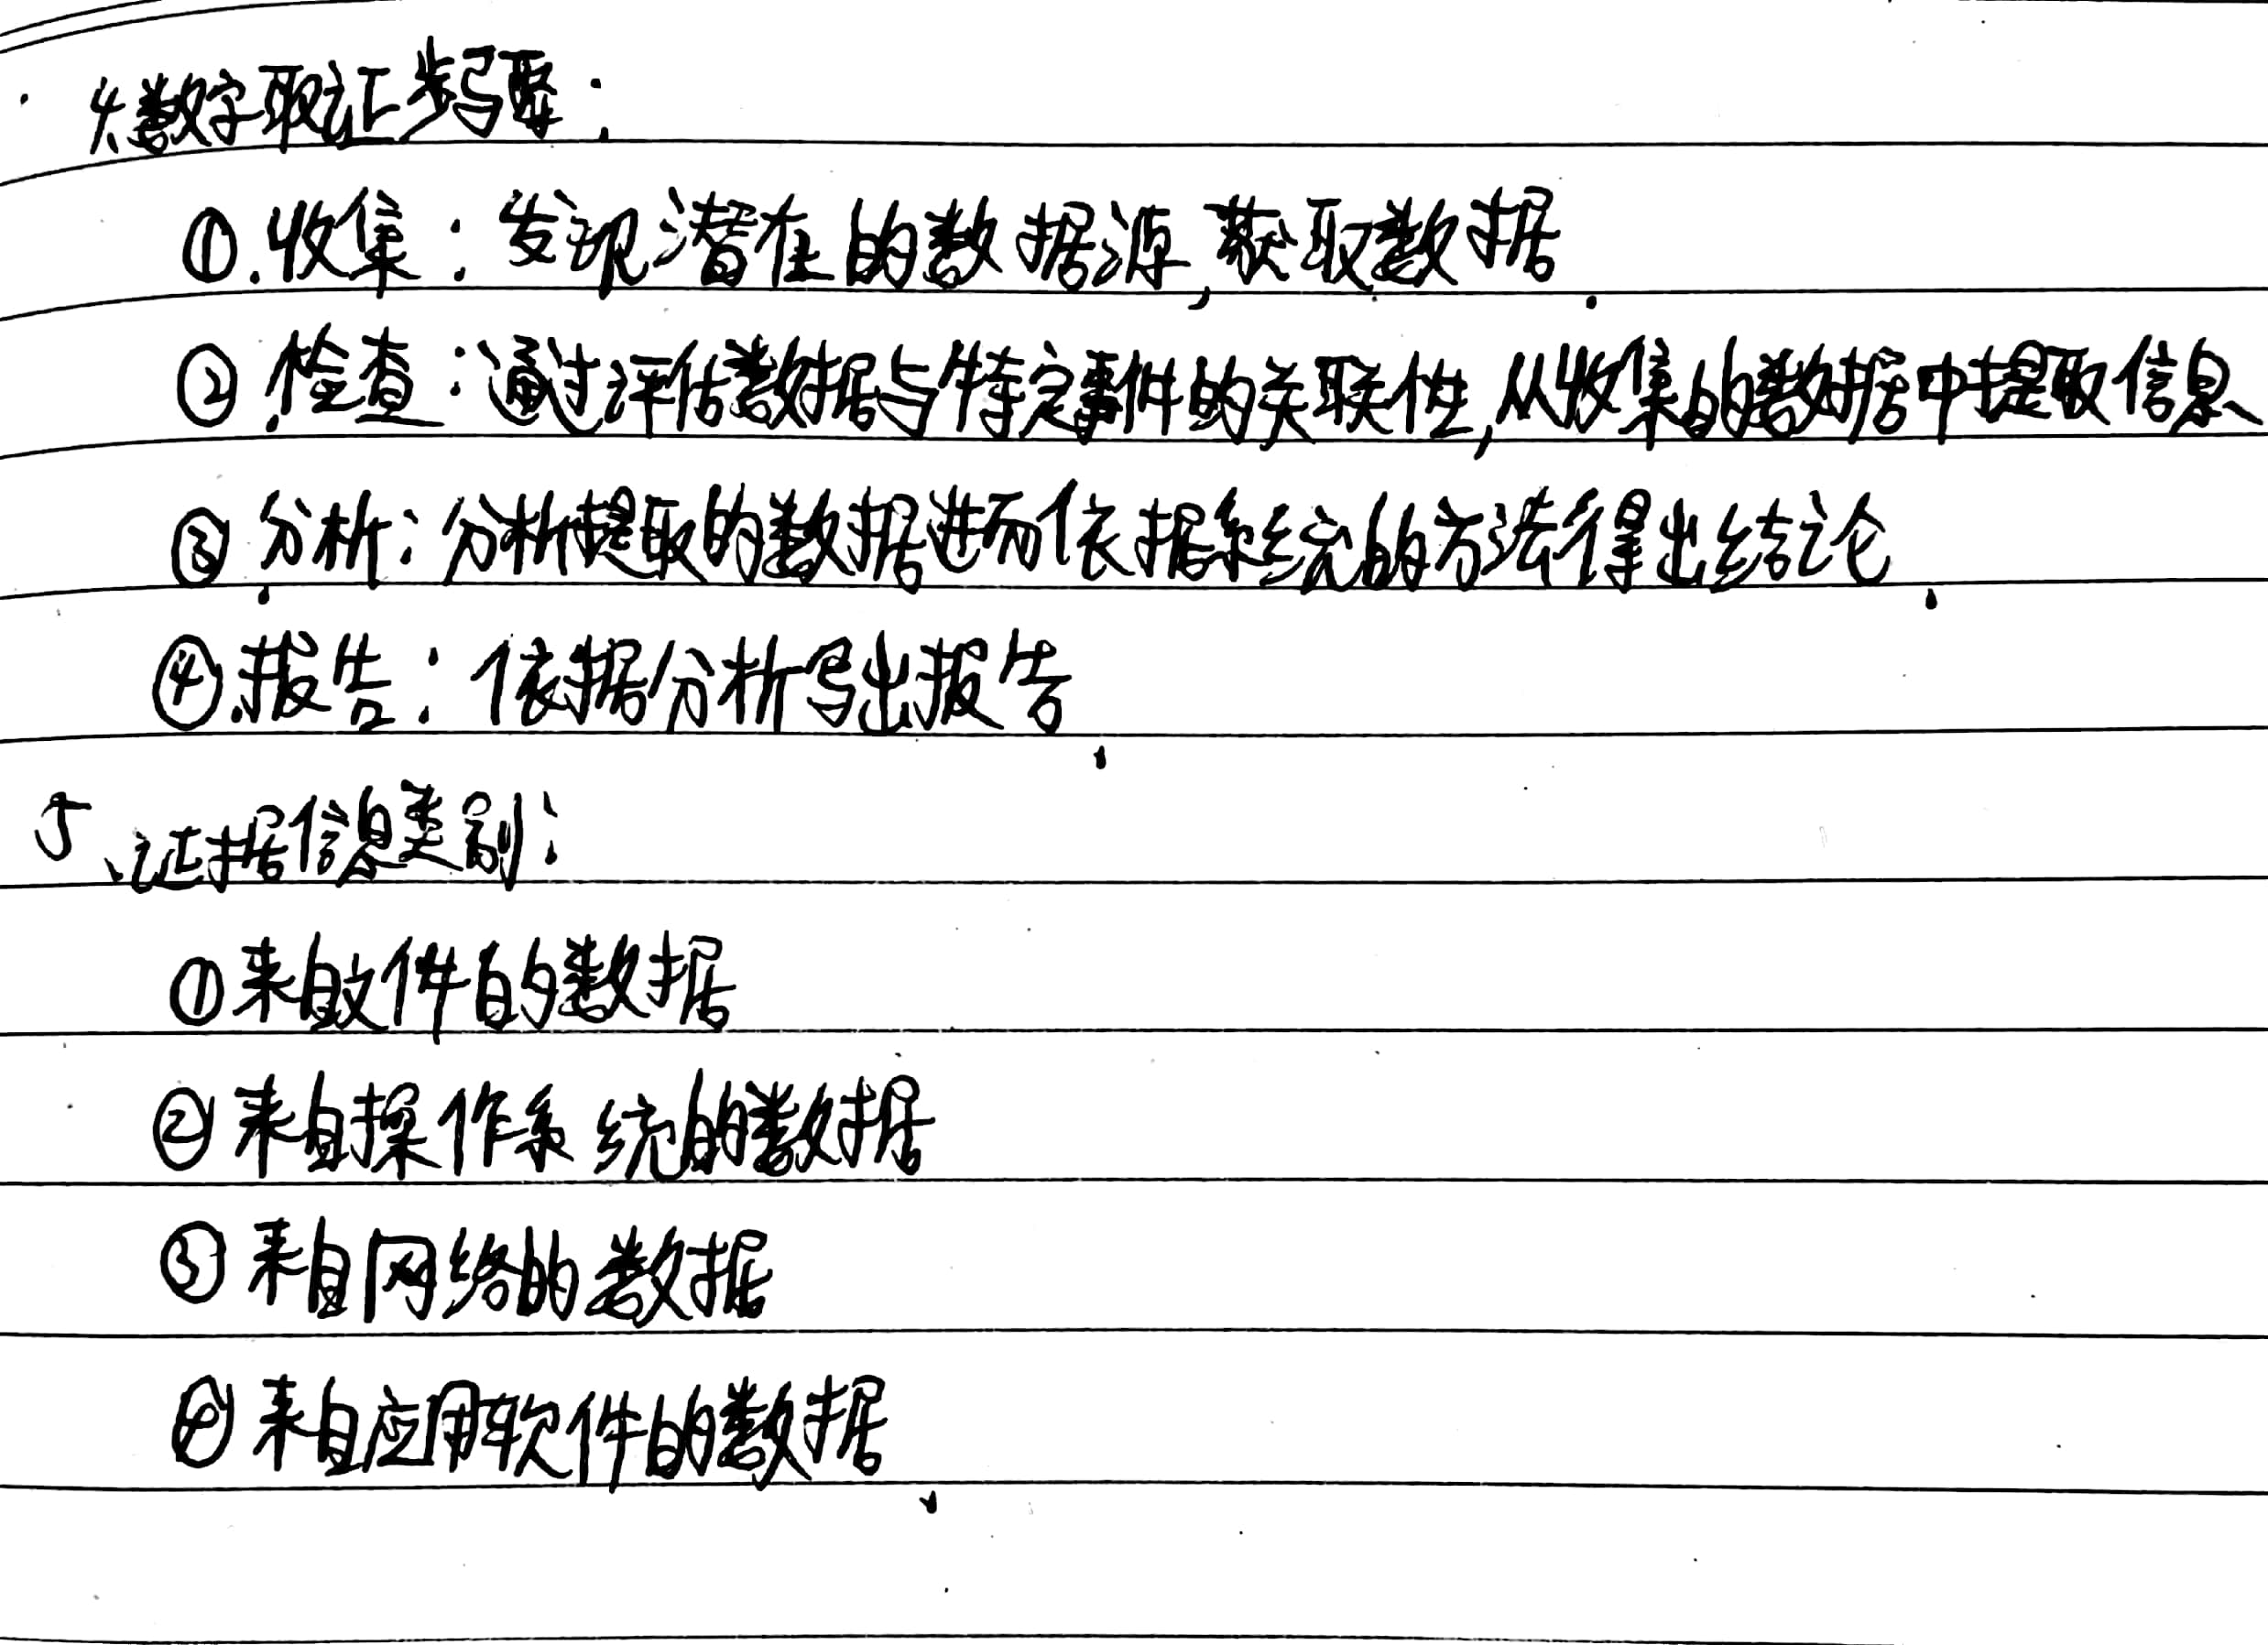 4、数字取证步骤：
①.收集：发现潜在的数据源,获取数据.
②检查：通过评估数据与特定事件的关联性,从收集的数据中提取信息
③分析：分析提取的数据进而依据系统的方法得出结论.
④.报告：依据分析写出报告.
5、证据信息类别：
①来自文件的数据
②来自操作系统的数据
③来自网络的数据
④来自应用软件的数据.